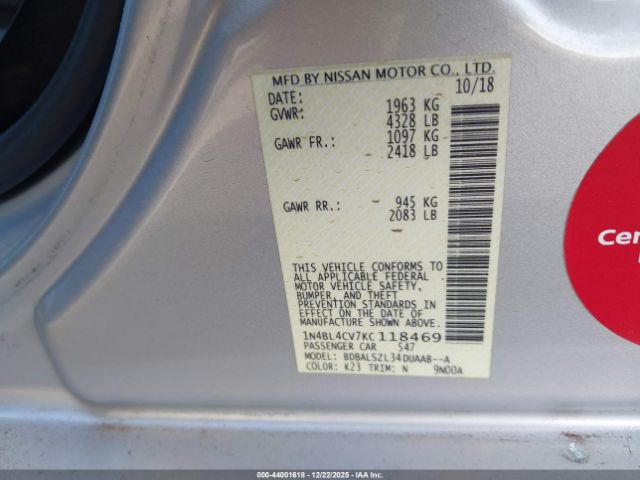 MFD BY NISSAN MOTOR CO., LTD.
DATE: 10/18
GVWR: 1963 KG
4328 LB
GAWR FR.: 1097 KG
2418 LB
GAWR RR.: 945 KG
2083 LB
THIS VEHICLE CONFORMS TO
ALL APPLICABLE FEDERAL
MOTOR VEHICLE SAFETY,
BUMPER, AND THEFT
PREVENTION STANDARDS IN
EFFECT ON THE DATE OF
MANUFACTURE SHOWN ABOVE.
1N4BL4CV7KC118469
PASSENGER CAR 547
MODEL: BDBALSZL34DUAAB--A
COLOR: K23 TRIM: N 9N00A
Cer
000-44001618 - 12/22/2025 - COPYRIGHT © IAA, LLC.